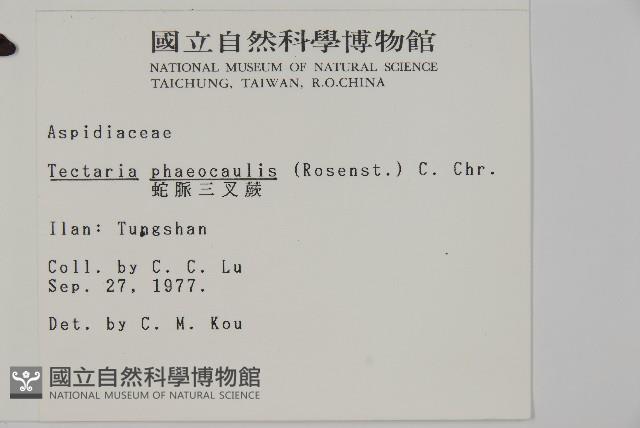 國立自然科學博物館
NATIONAL MUSEUM OF NATURAL SCIENCE
TAICHUNG, TAIWAN, R.O.CHINA
Aspidiaceae
Tectaria phaeocaulis (Rosenst.) C. Chr.
蛇脈三叉蕨
Ilan: Tungshan
Coll. by C. C. Lu
Sep. 27, 1977.
Det. by C. M. Kou
國立自然科學博物館
NATIONAL MUSEUM OF NATURAL SCIENCE